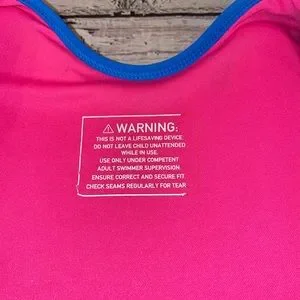 ⚠ WARNING:
THIS IS NOT A LIFESAVING DEVICE.
DO NOT LEAVE CHILD UNATTENDED
WHILE IN USE.
USE ONLY UNDER COMPETENT
ADULT SWIMMER SUPERVISION
ENSURE CORRECT AND SECURE FIT.
CHECK SEAMS REGULARLY FOR TEAR